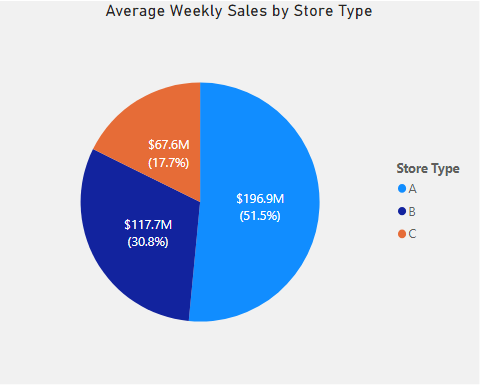 Average Weekly Sales by Store Type
$67.6M
(17.7%)
$196.9M
(51.5%)
$117.7M
(30.8%)
Store Type
A
B
C